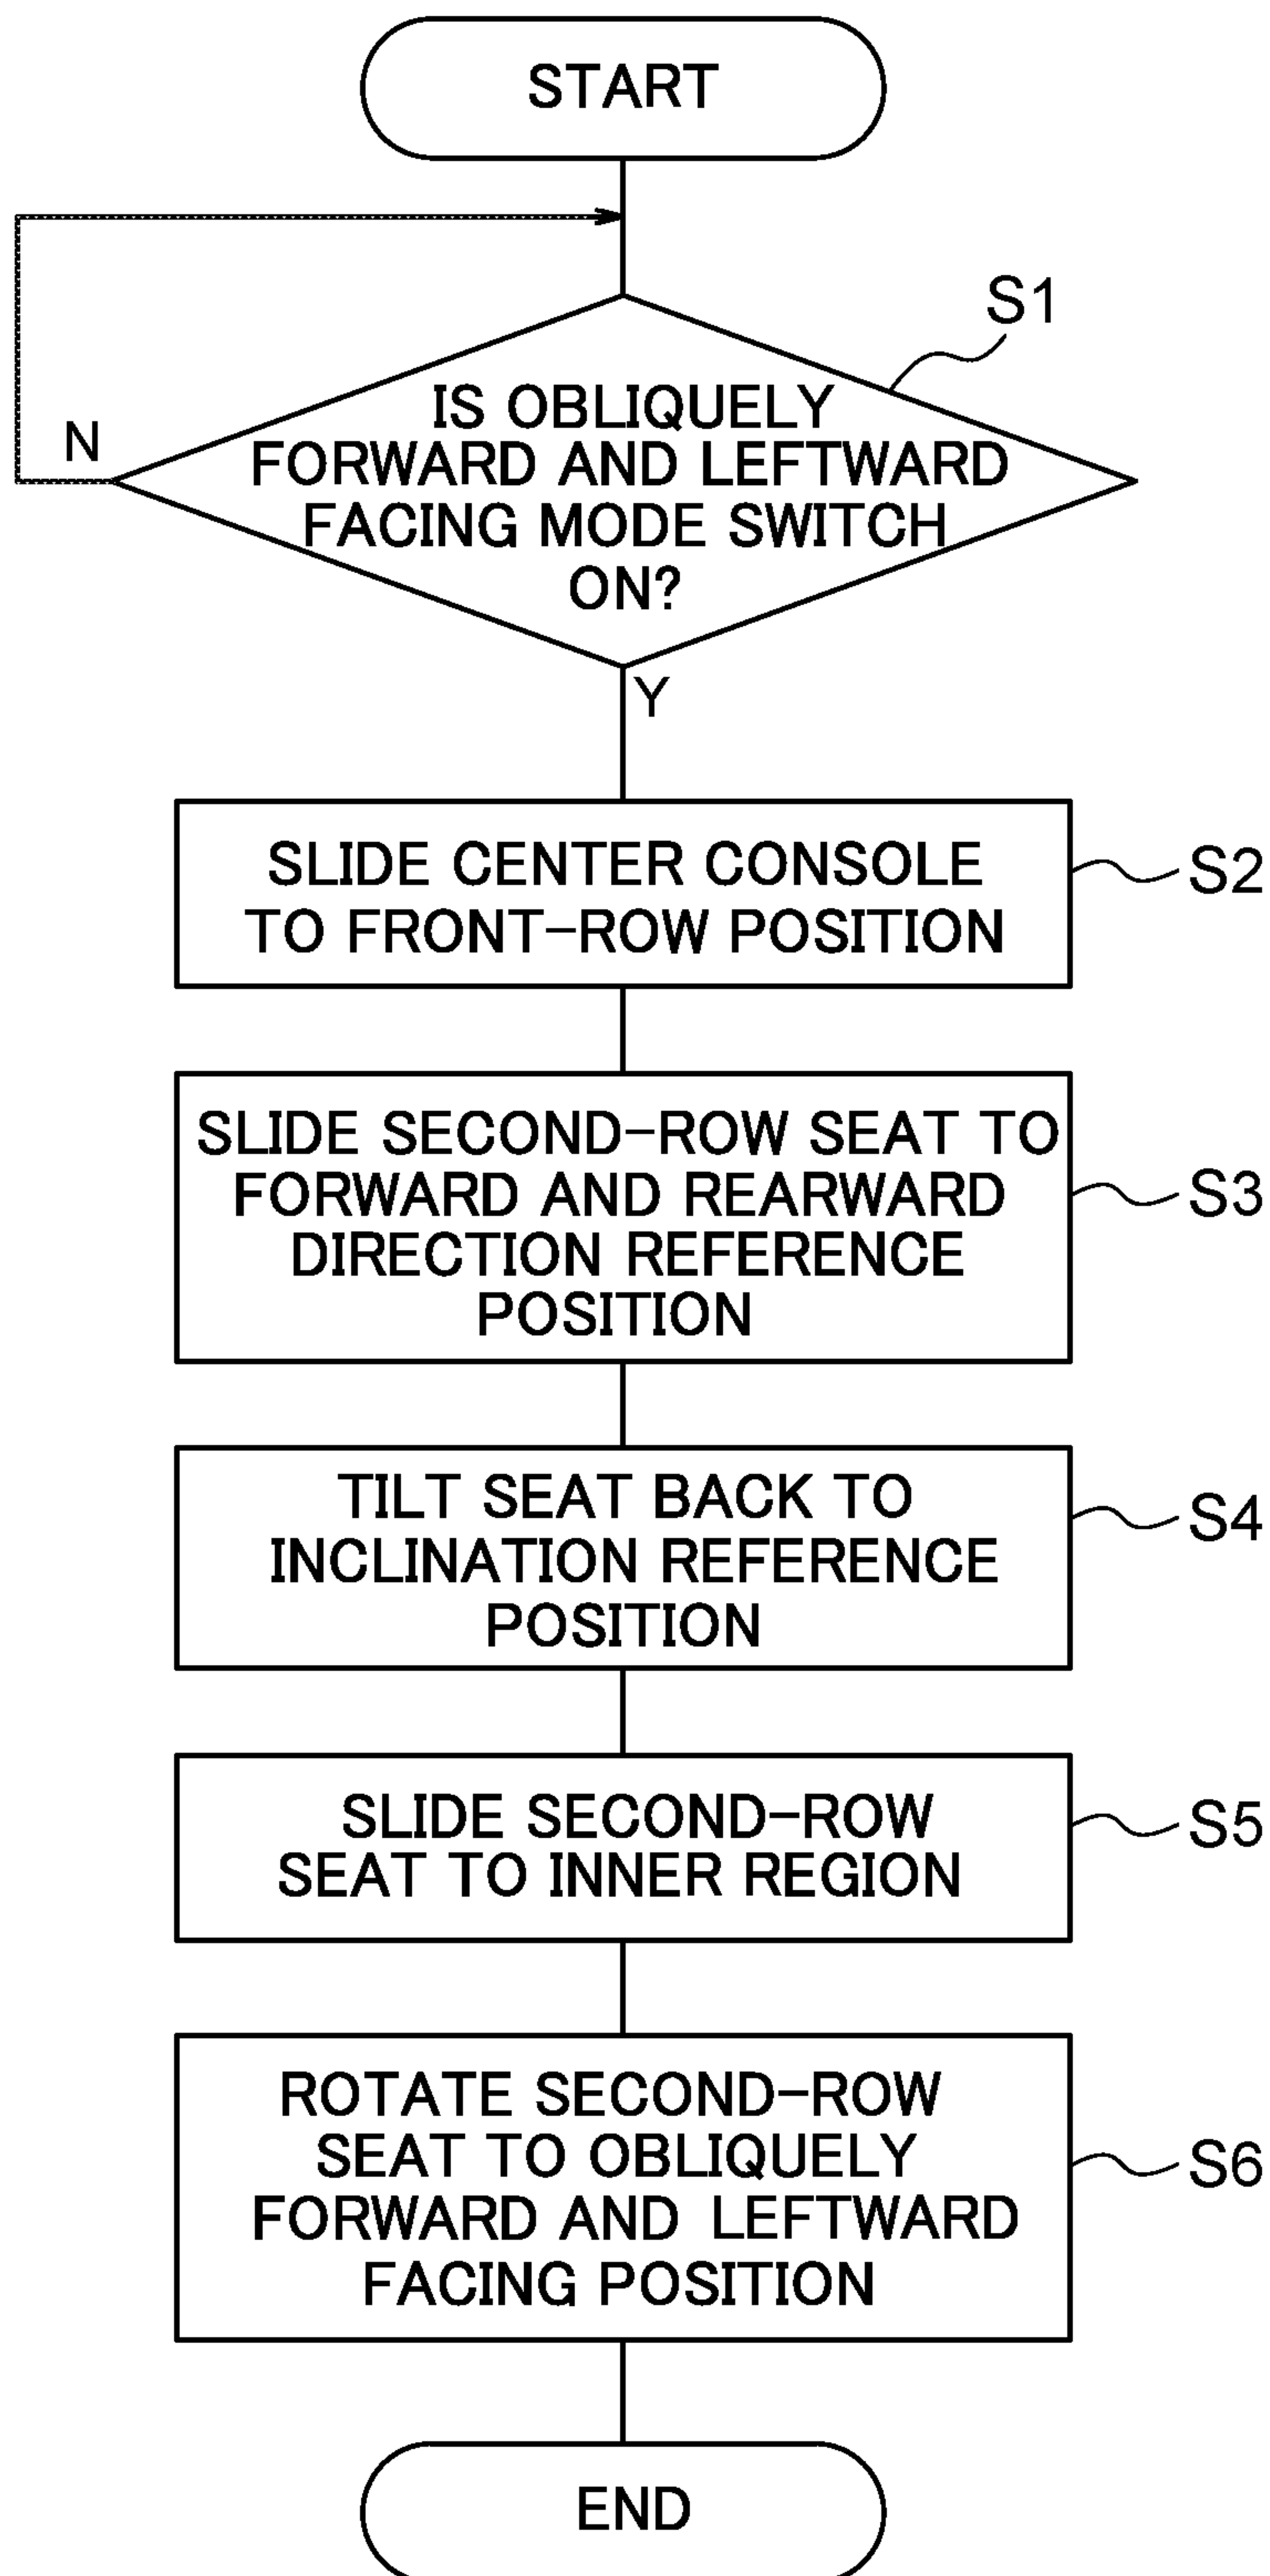 START
S1
IS OBLIQUELY
FORWARD AND LEFTWARD
FACING MODE SWITCH
ON?
N
Y
SLIDE CENTER CONSOLE
TO FRONT-ROW POSITION
S2
SLIDE SECOND-ROW SEAT TO
FORWARD AND REARWARD
DIRECTION REFERENCE
POSITION
S3
TILT SEAT BACK TO
INCLINATION REFERENCE
POSITION
S4
SLIDE SECOND-ROW
SEAT TO INNER REGION
S5
ROTATE SECOND-ROW
SEAT TO OBLIQUELY
FORWARD AND LEFTWARD
FACING POSITION
S6
END